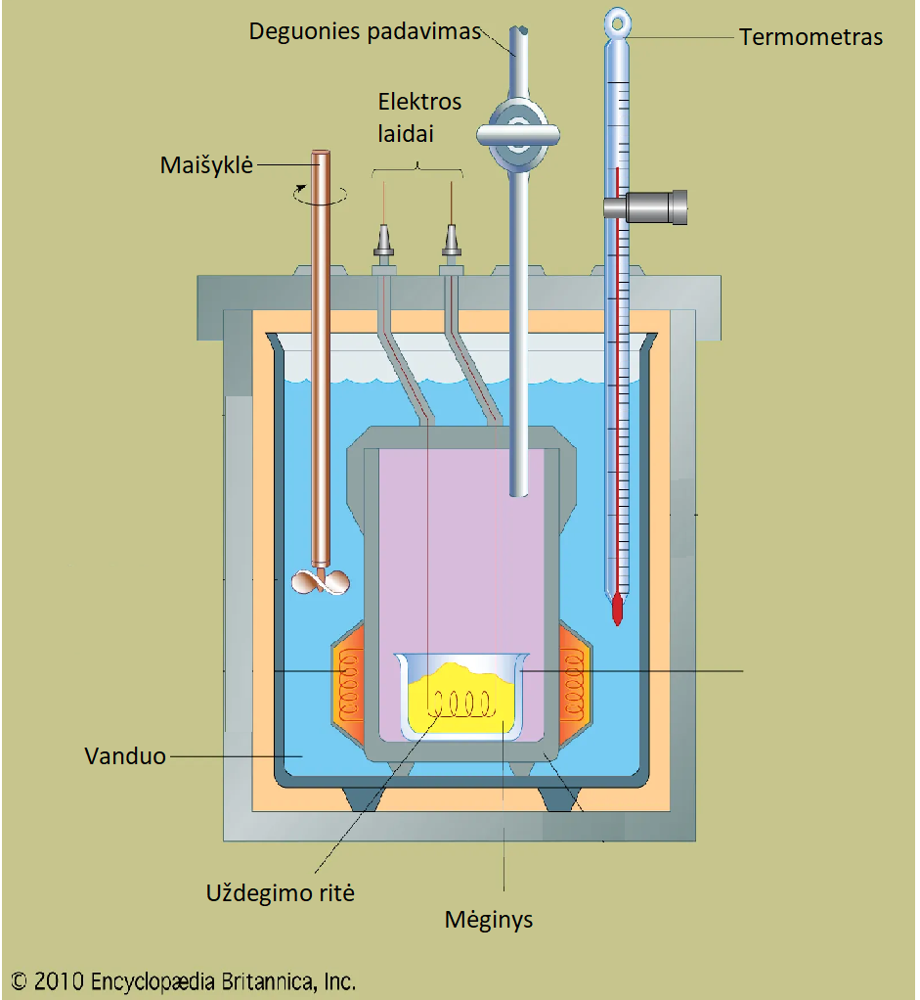 Deguonies padavimas
Termometras
Elektros
laidai
Maišyklė
Vanduo
Uždegimo ritė
Mėginys
© 2010 Encyclopædia Britannica, Inc.